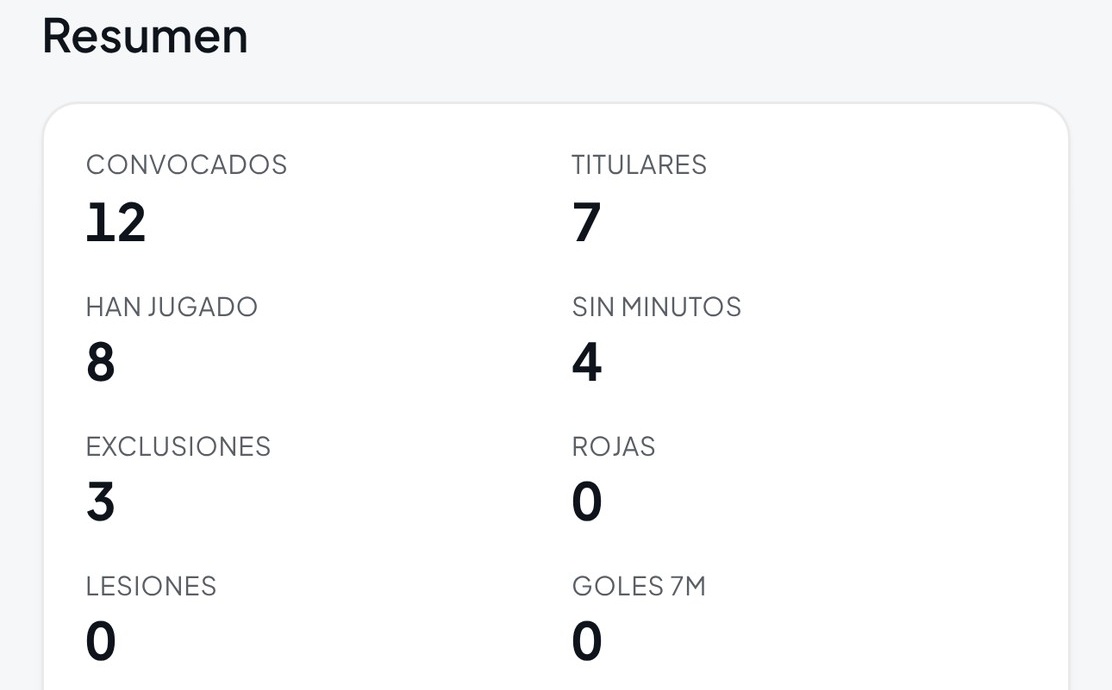 Resumen
CONVOCADOS
12
TITULARES
7
HAN JUGADO
8
SIN MINUTOS
4
EXCLUSIONES
3
ROJAS
0
LESIONES
0
GOLES 7M
0